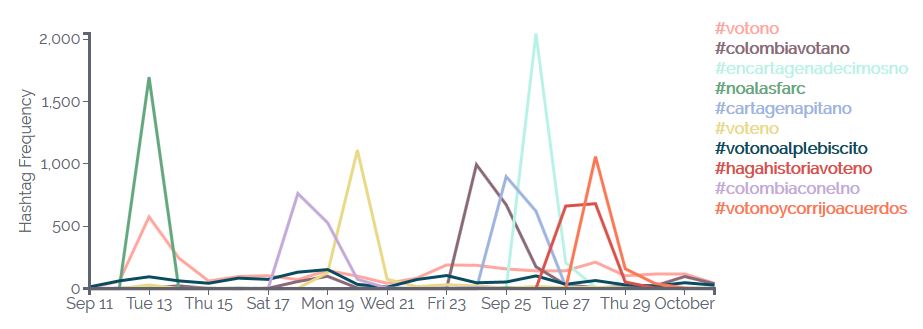 #votono
#colombiavotano
#encartagenadecimosno
#noalasfarc
#cartagenapitano
#voteno
#votonoalplebiscito
#hagahistoriavoteno
#colombiaconelno
#votonoycorrijoacuerdos
Hashtag Frequency
2,000
1,500
1,000
500
0
Sep 11 Tue 13 Thu 15 Sat 17 Mon 19 Wed 21 Fri 23 Sep 25 Tue 27 Thu 29 October